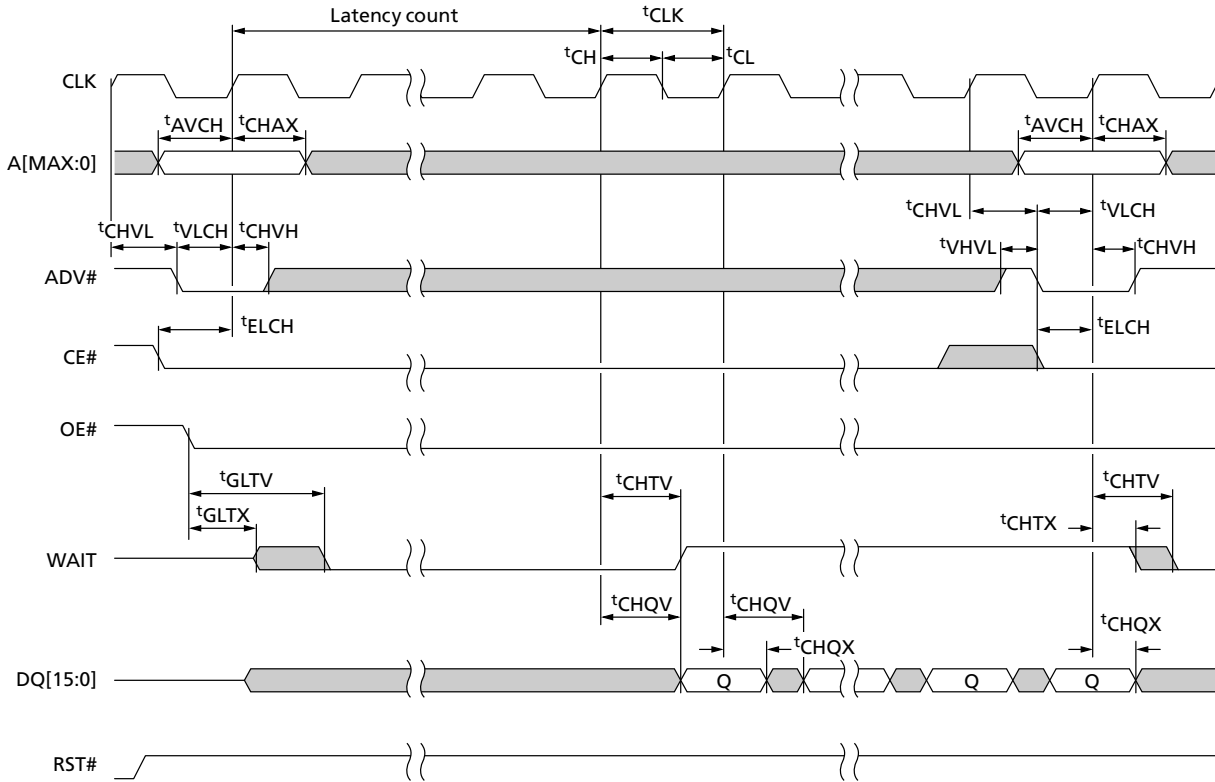 Latency count tCLK
tCH tCL
CLK
tAVCH tCHAX tAVCH tCHAX
A[MAX:0]
tCHVL tVLCH tCHVH tCHVL tVLCH
tVHVL tCHVH
ADV#
tELCH tELCH
CE#
OE#
tGLTV tCHTV tCHTV
tGLTX tCHTX
WAIT
tCHQV tCHQV
tCHQX tCHQX
DQ[15:0] Q Q Q
RST#